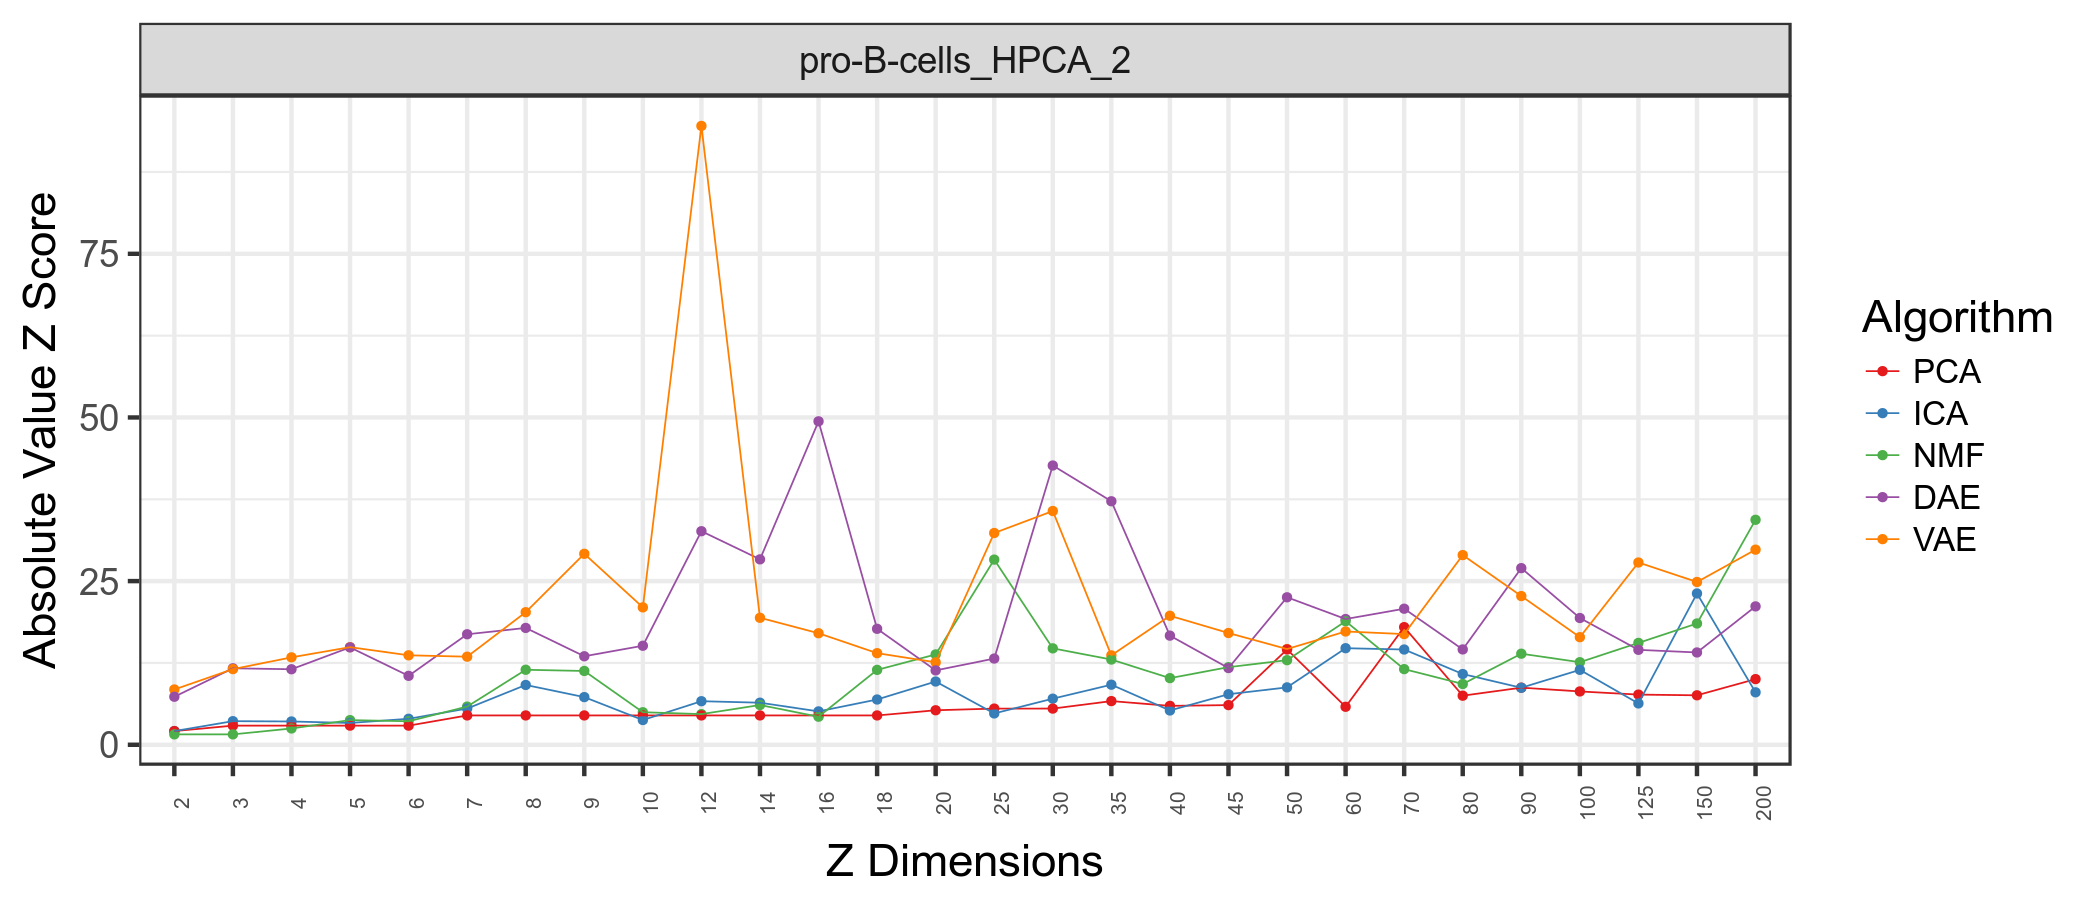 pro-B-cells_HPCA_2
Absolute Value Z Score
75
50
25
0
2 3 4 5 6 7 8 9 10 12 14 16 18 20 25 30 35 40 45 50 60 70 80 90 100 125 150 200
Z Dimensions
Algorithm
PCA
ICA
NMF
DAE
VAE